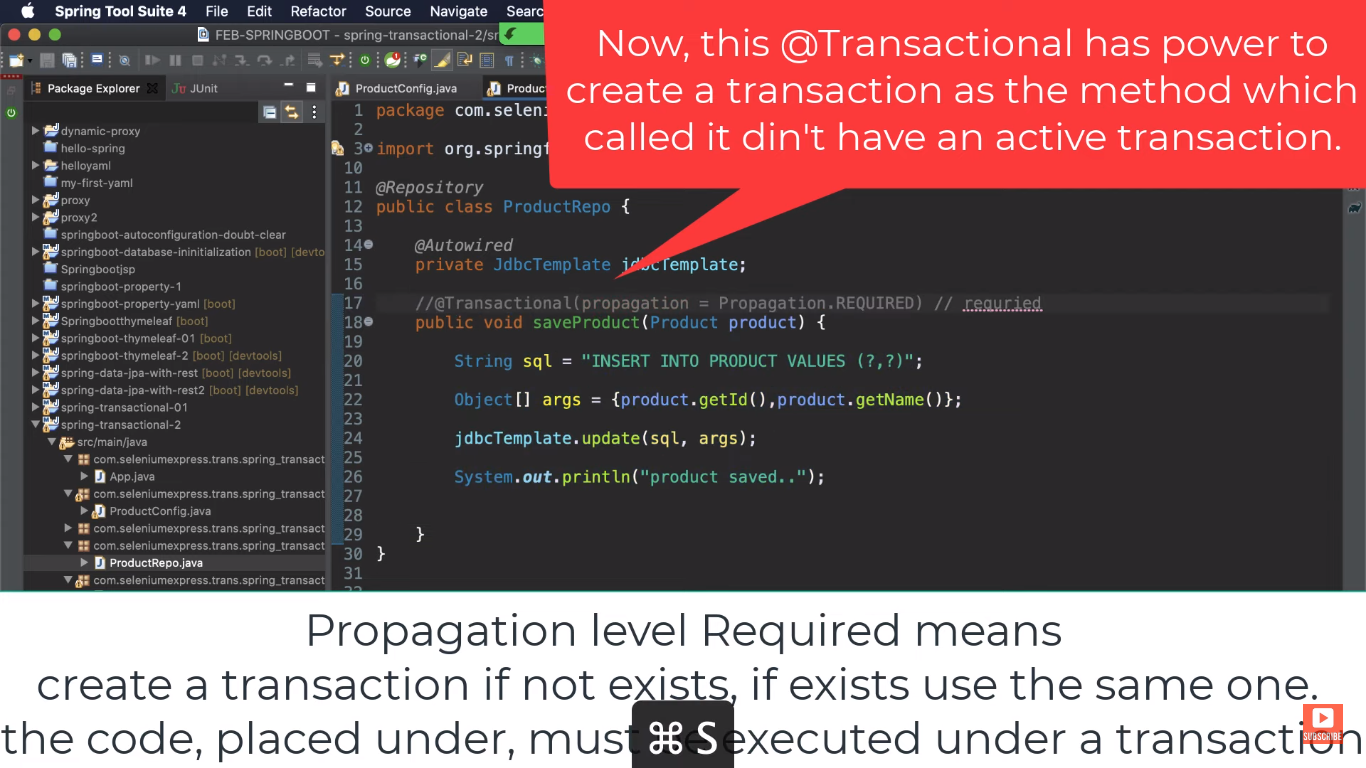 Spring Tool Suite 4 File Edit Refactor Source Navigate Searc
FEB-SPRINGBOOT - spring-transactional-2/sr
Now, this @Transactional has power to
create a transaction as the method which
called it din't have an active transaction.
Package Explorer
JUnit
dynamic-proxy
hello-spring
helloyaml
my-first-yaml
proxy
proxy2
springboot-autoconfiguration-doubt-clear
springboot-database-ininitialization [boot] [devto
Springbootjsp
springboot-property-1
springboot-property-yaml [boot]
Springbootthymeleaf [boot]
springboot-thymeleaf-01 [boot]
springboot-thymeleaf-2 [boot] [devtools]
spring-data-jpa-with-rest [boot] [devtools]
spring-data-jpa-with-rest2 [boot] [devtools]
spring-transactional-01
spring-transactional-2
src/main/java
com.seleniumexpress.trans.spring_transact
App.java
com.seleniumexpress.trans.spring_transact
ProductConfig.java
com.seleniumexpress.trans.spring_transact
com.seleniumexpress.trans.spring_transact
ProductRepo.java
com.seleniumexpress.trans.spring_transact
ProductConfig.java
Produc
1 package com.seleni
2
3 import org.springf
10
11 @Repository
12 public class ProductRepo {
13
14 @Autowired
15 private JdbcTemplate jdbcTemplate;
16
17 //@Transactional(propagation = Propagation.REQUIRED) // requried
18 public void saveProduct(Product product) {
19
20 String sql = "INSERT INTO PRODUCT VALUES (?,?)";
21
22 Object[] args = {product.getId(),product.getName()};
23
24 jdbcTemplate.update(sql, args);
25
26 System.out.println("product saved..");
27
28
29 }
30 }
31
Propagation level Required means
create a transaction if not exists, if exists use the same one.
the code, placed under, must executed under a transaction
⌘S
SUBSCRIBE